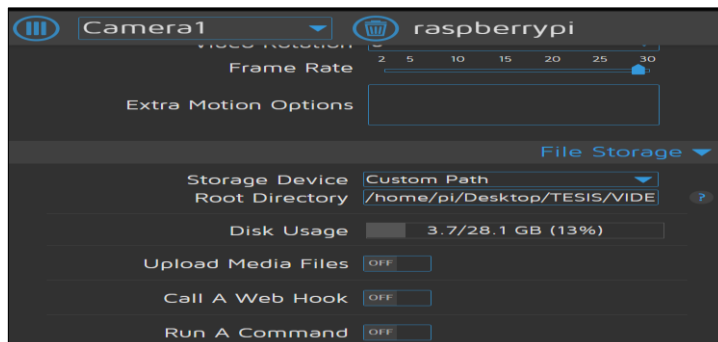 Camera1 raspberrypi
Video Rotation
Frame Rate 2 5 10 15 20 25 30
Extra Motion Options
File Storage
Storage Device Custom Path
Root Directory /home/pi/Desktop/TESIS/VIDE ?
Disk Usage 3.7/28.1 GB (13%)
Upload Media Files OFF
Call A Web Hook OFF
Run A Command OFF